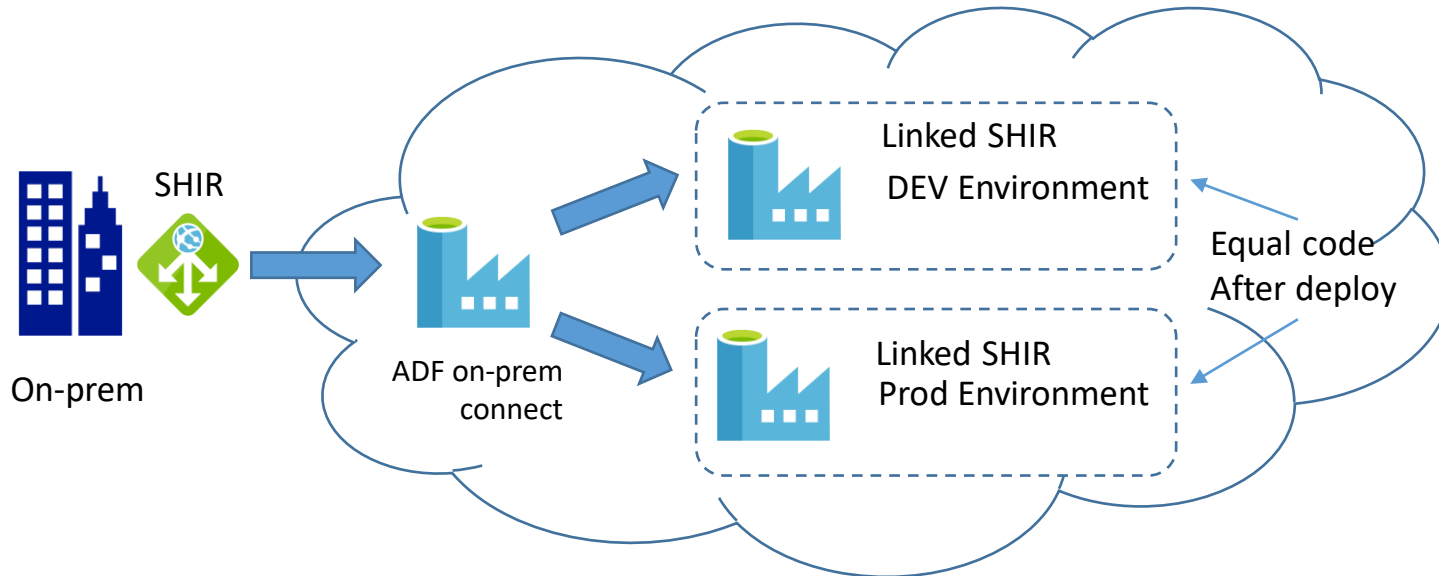 SHIR
On-prem
ADF on-prem
connect
Linked SHIR
DEV Environment
Linked SHIR
Prod Environment
Equal code
After deploy